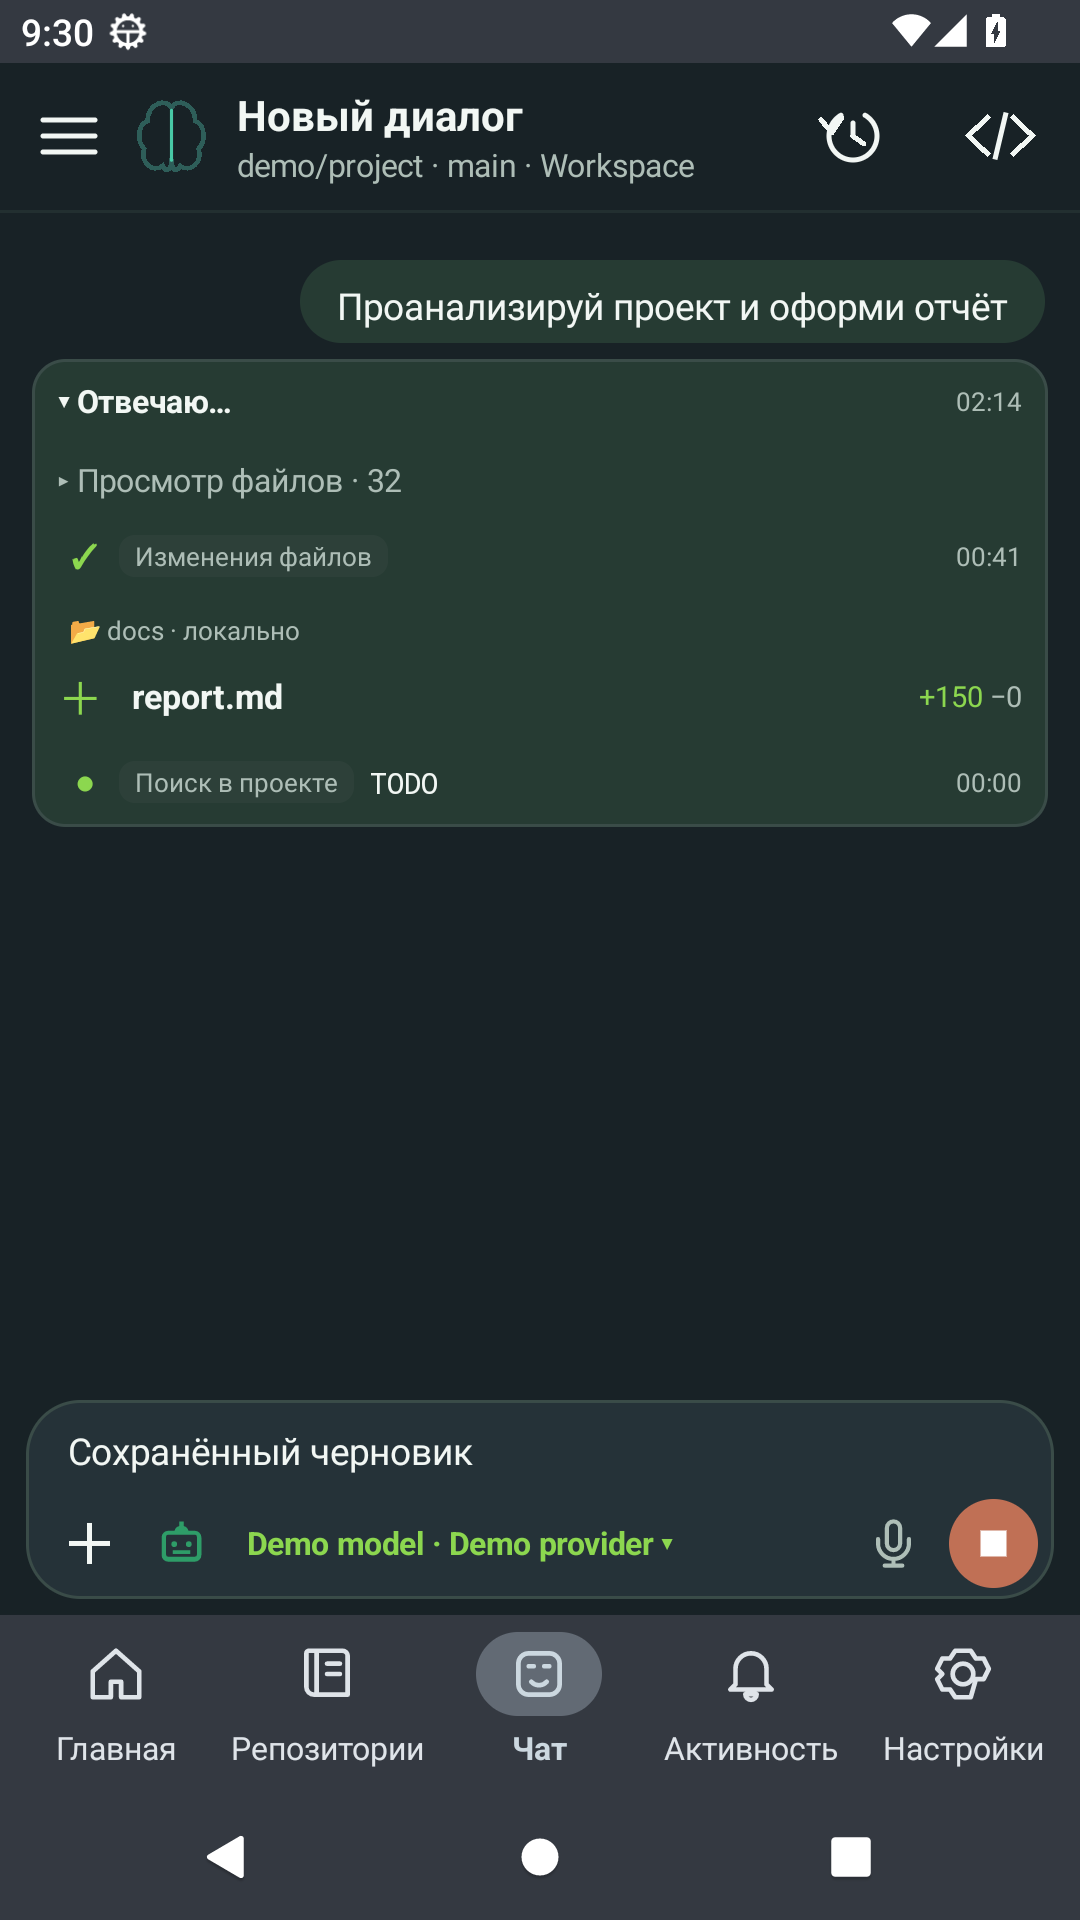 9:30
Новый диалог
demo/project · main · Workspace
Проанализируй проект и оформи отчёт
▾ Отвечаю... 02:14
▸ Просмотр файлов · 32
✓ Изменения файлов 00:41
📂 docs · локально
+ report.md +150 −0
● Поиск в проекте TODO 00:00
Сохранённый черновик
Demo model · Demo provider ▾
Главная Репозитории Чат Активность Настройки